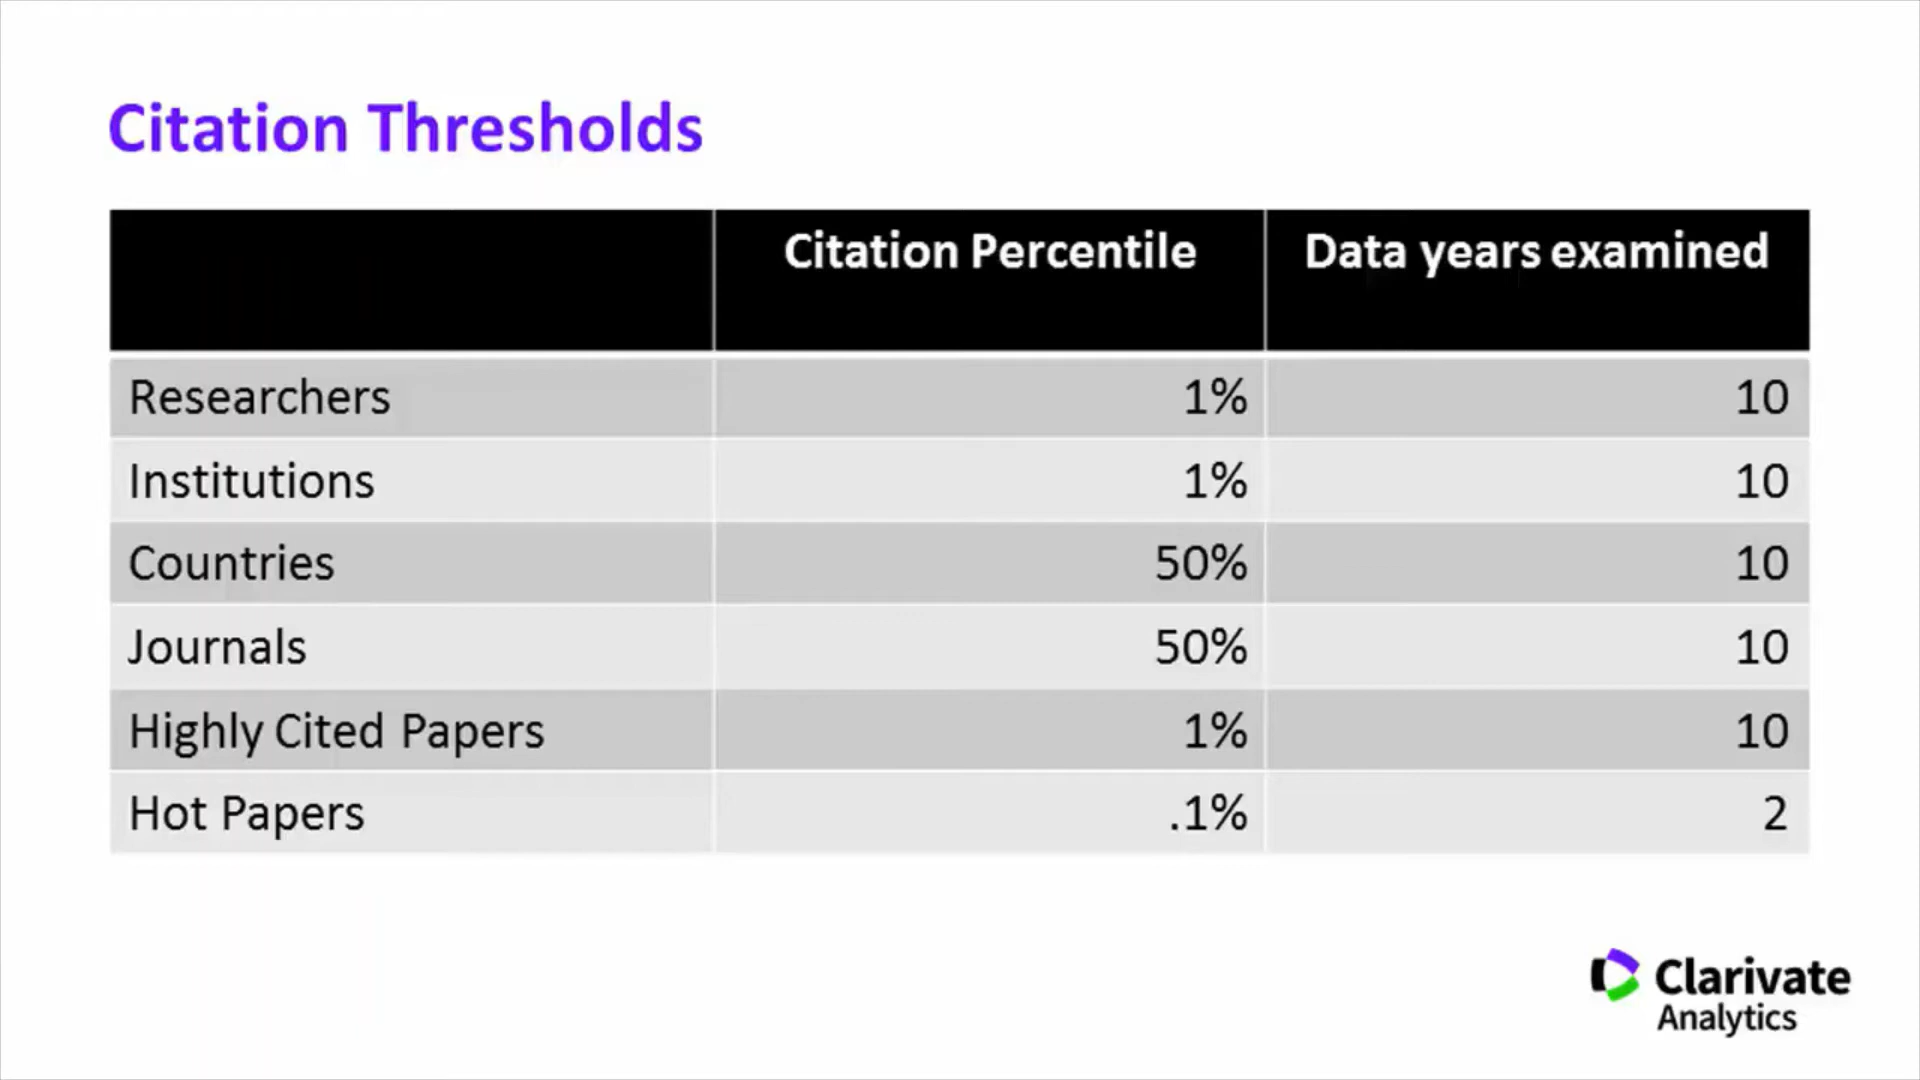 Citation Thresholds
Citation Percentile Data years examined
Researchers 1% 10
Institutions 1% 10
Countries 50% 10
Journals 50% 10
Highly Cited Papers 1% 10
Hot Papers .1% 2
Clarivate
Analytics